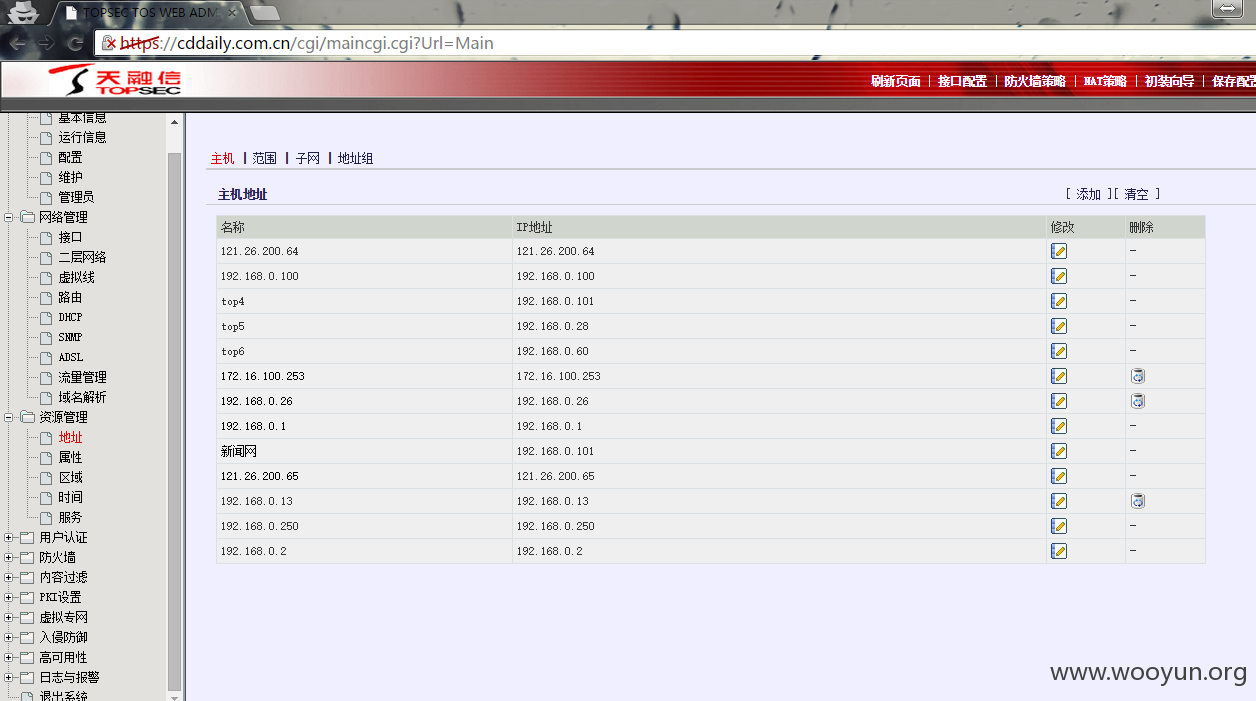 TOPSEC TOS WEB ADM
https://cddaily.com.cn/cgi/maincgi.cgi?Url=Main
天融信
TOPSEC
刷新页面 | 接口配置 | 防火墙策略 | NAT策略 | 初装向导 | 保存配置
基本信息
运行信息
配置
维护
管理员
网络管理
接口
二层网络
虚拟线
路由
DHCP
SNMP
ADSL
流量管理
域名解析
资源管理
地址
属性
区域
时间
服务
用户认证
防火墙
内容过滤
PKI设置
虚拟专网
入侵防御
高可用性
日志与报警
退出系统
主机 | 范围 | 子网 | 地址组
主机地址 [ 添加 ][ 清空 ]
名称 IP地址 修改 删除
121.26.200.64 121.26.200.64 -
192.168.0.100 192.168.0.100 -
top4 192.168.0.101 -
top5 192.168.0.28 -
top6 192.168.0.60 -
172.16.100.253 172.16.100.253
192.168.0.26 192.168.0.26
192.168.0.1 192.168.0.1 -
新闻网 192.168.0.101 -
121.26.200.65 121.26.200.65 -
192.168.0.13 192.168.0.13
192.168.0.250 192.168.0.250 -
192.168.0.2 192.168.0.2 -
www.wooyun.org